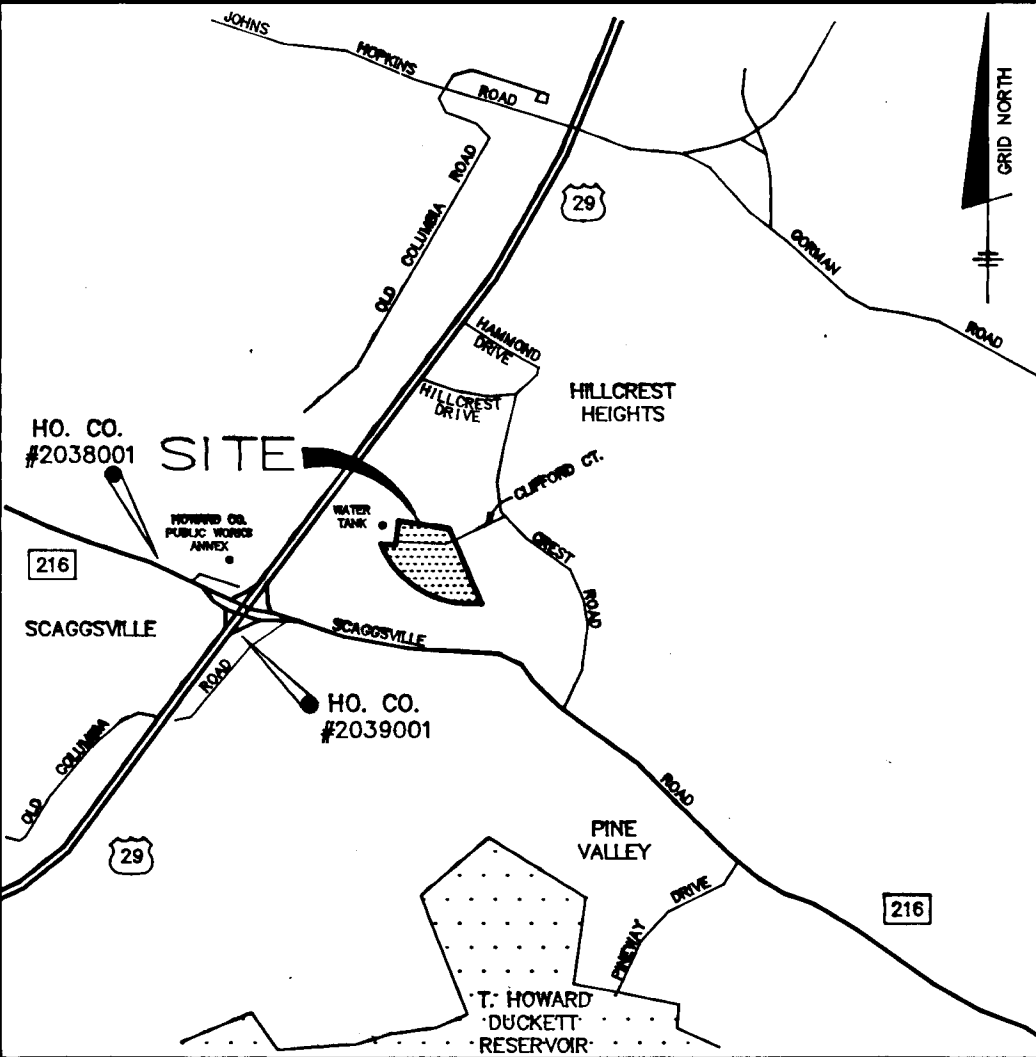 JOHNS
HOPKINS
ROAD
GRID NORTH
OLD COLUMBIA ROAD
29
GORMAN
ROAD
HAMMOND
DRIVE
HILLCREST
DRIVE
HILLCREST
HEIGHTS
HO. CO.
#2038001
SITE
CLIFFORD CT.
WATER
TANK
HOWARD CO.
PUBLIC WORKS
ANNEX
CREST
ROAD
216
SCAGGSVILLE
SCAGGSVILLE
ROAD
HO. CO.
#2039001
OLD COLUMBIA
ROAD
29
PINE
VALLEY
PINEWAY
DRIVE
216
T. HOWARD
DUCKETT
RESERVOIR